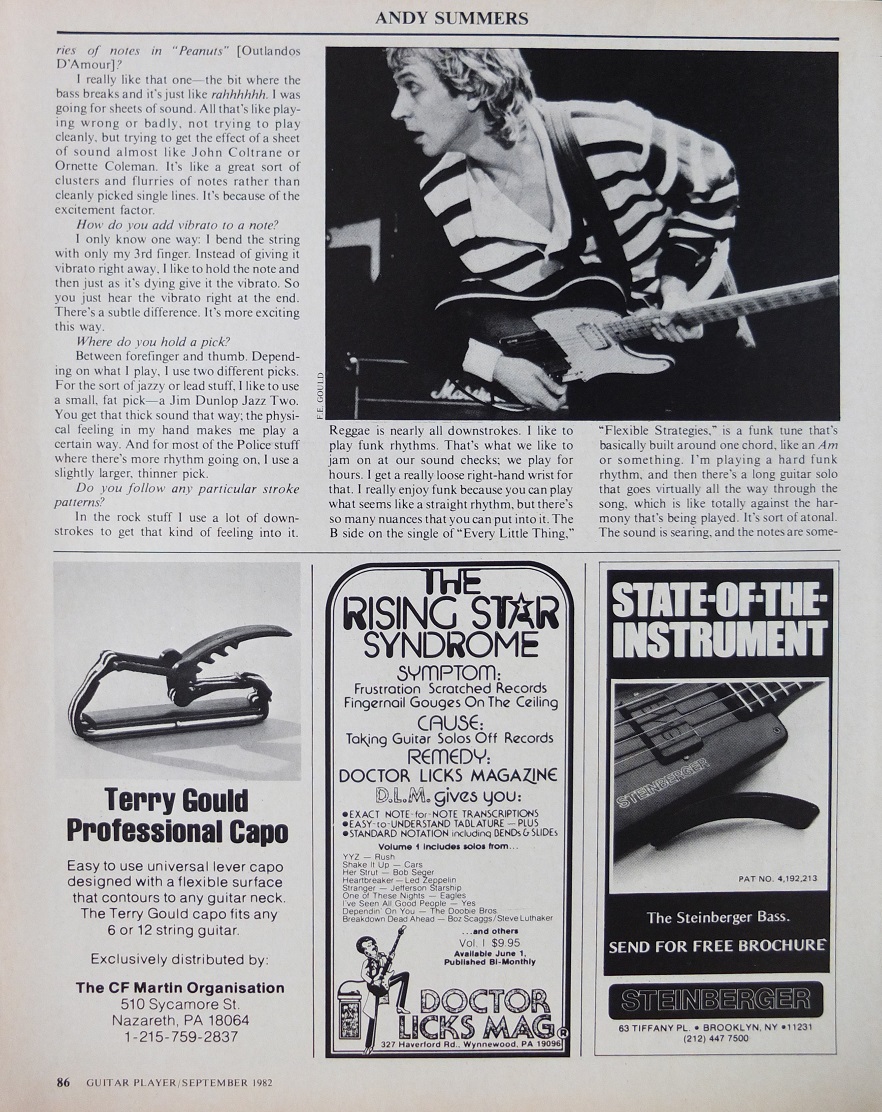 ANDY SUMMERS
ries of notes in "Peanuts" [Outlandos
D'Amour]?
I really like that one—the bit where the
bass breaks and it's just like rahhhhhh. I was
going for sheets of sound. All that's like play-
ing wrong or badly, not trying to play
cleanly, but trying to get the effect of a sheet
of sound almost like John Coltrane or
Ornette Coleman. It's like a great sort of
clusters and flurries of notes rather than
cleanly picked single lines. It's because of the
excitement factor.
How do you add vibrato to a note?
I only know one way: I bend the string
with only my 3rd finger. Instead of giving it
vibrato right away, I like to hold the note and
then just as it's dying give it the vibrato. So
you just hear the vibrato right at the end.
There's a subtle difference. It's more exciting
this way.
Where do you hold a pick?
Between forefinger and thumb. Depend-
ing on what I play, I use two different picks.
For the sort of jazzy or lead stuff, I like to use
a small, fat pick—a Jim Dunlop Jazz Two.
You get that thick sound that way; the physi-
cal feeling in my hand makes me play a
certain way. And for most of the Police stuff
where there's more rhythm going on, I use a
slightly larger, thinner pick.
Do you follow any particular stroke
patterns?
In the rock stuff I use a lot of down-
strokes to get that kind of feeling into it.
F.E. GOULD
Reggae is nearly all downstrokes. I like to
play funk rhythms. That's what we like to
jam on at our sound checks; we play for
hours. I get a really loose right-hand wrist for
that. I really enjoy funk because you can play
what seems like a straight rhythm, but there's
so many nuances that you can put into it. The
B side on the single of "Every Little Thing,"
"Flexible Strategies," is a funk tune that's
basically built around one chord, like an Am
or something. I'm playing a hard funk
rhythm, and then there's a long guitar solo
that goes virtually all the way through the
song, which is like totally against the har-
mony that's being played. It's sort of atonal.
The sound is searing, and the notes are some-
Terry Gould
Professional Capo
Easy to use universal lever capo
designed with a flexible surface
that contours to any guitar neck.
The Terry Gould capo fits any
6 or 12 string guitar.
Exclusively distributed by:
The CF Martin Organisation
510 Sycamore St.
Nazareth, PA 18064
1-215-759-2837
THE
RISING STAR
SYNDROME
SYMPTOM:
Frustration Scratched Records
Fingernail Gouges On The Ceiling
CAUSE:
Taking Guitar Solos Off Records
REMEDY:
DOCTOR LICKS MAGAZINE
D.L.M. gives you:
•EXACT NOTE-for-NOTE TRANSCRIPTIONS
•EASY-to-UNDERSTAND TABLATURE — PLUS
•STANDARD NOTATION including BENDS & SLIDES
Volume 1 includes solos from...
YYZ — Rush
Shake It Up — Cars
Her Strut — Bob Seger
Heartbreaker — Led Zeppelin
Stranger — Jefferson Starship
One of These Nights — Eagles
I've Seen All Good People — Yes
Dependin' On You — The Doobie Bros.
Breakdown Dead Ahead — Boz Scaggs/Steve Luthaker
...and others
Vol. I $9.95
Available June 1,
Published Bi-Monthly
DOCTOR
LICKS MAG.®
327 Haverford Rd., Wynnewood, PA 19096
STATE-OF-THE-
INSTRUMENT
STEINBERGER
PAT NO. 4,192,213
The Steinberger Bass.
SEND FOR FREE BROCHURE
STEINBERGER
63 TIFFANY PL. • BROOKLYN, NY •11231
(212) 447 7500
86 GUITAR PLAYER/SEPTEMBER 1982